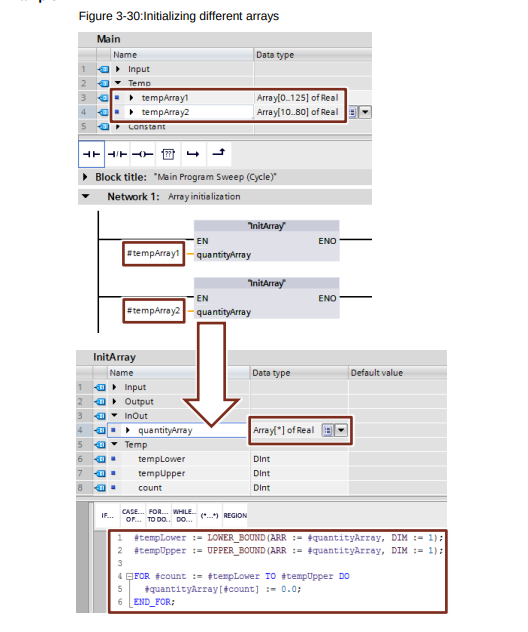 Figure 3-30:Initializing different arrays
Main
Name Data type
1 Input
2 Temp
3 tempArray1 Array[0..125] of Real
4 tempArray2 Array[10..80] of Real
5 Constant
??
Block title: "Main Program Sweep (Cycle)"
Network 1: Array initialization
"InitArray"
EN ENO
#tempArray1 quantityArray
"InitArray"
EN ENO
#tempArray2 quantityArray
InitArray
Name Data type Default value
1 Input
2 Output
3 InOut
4 quantityArray Array[*] of Real
5 Temp
6 tempLower DInt
7 tempUpper DInt
8 count DInt
IF... CASE... OF... FOR... TO DO.. WHILE.. DO... (*...*) REGION
1 #tempLower := LOWER_BOUND(ARR := #quantityArray, DIM := 1);
2 #tempUpper := UPPER_BOUND(ARR := #quantityArray, DIM := 1);
3
4 FOR #count := #tempLower TO #tempUpper DO
5 #quantityArray[#count] := 0.0;
6 END_FOR;